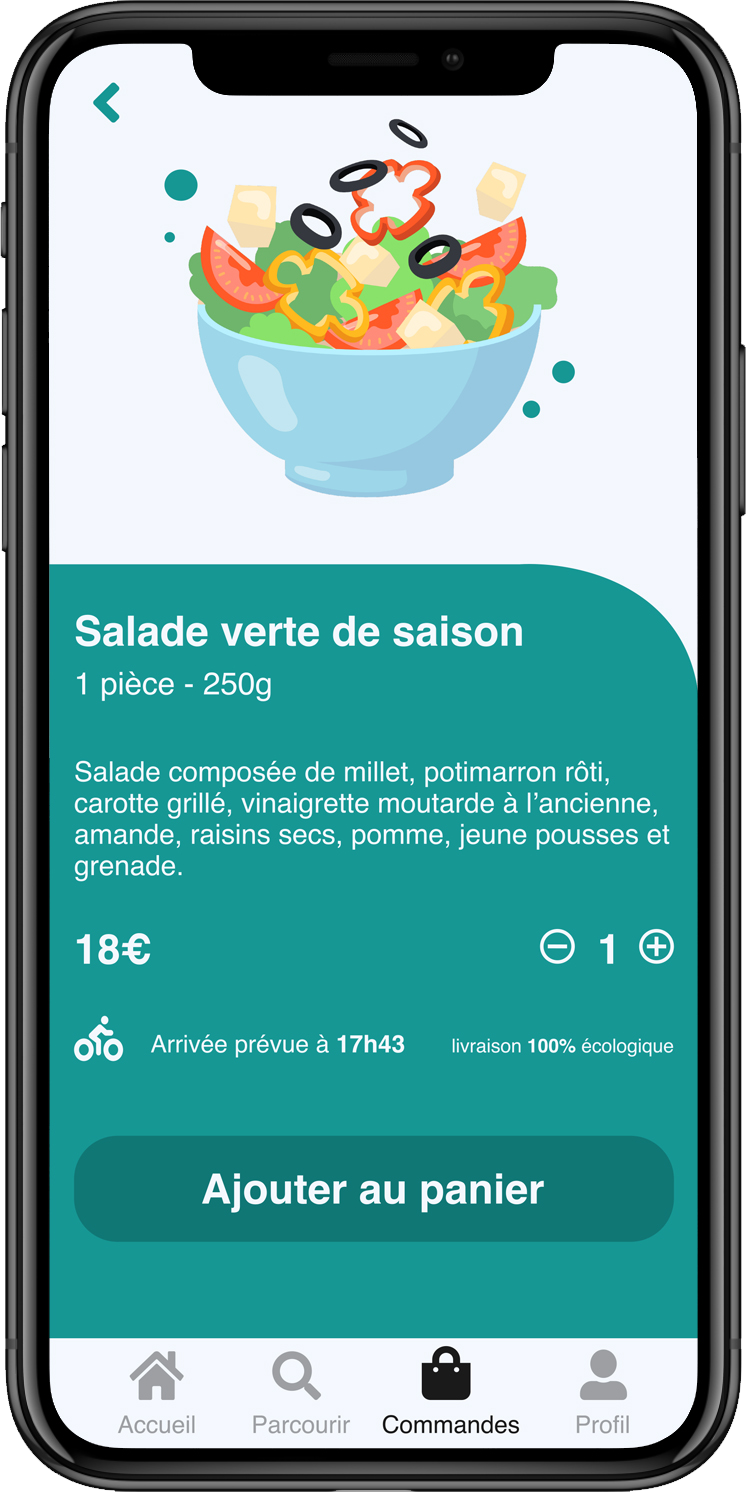 Salade verte de saison
1 pièce - 250g
Salade composée de millet, potimarron rôti,
carotte grillé, vinaigrette moutarde à l’ancienne,
amande, raisins secs, pomme, jeune pousses et
grenade.
18€ 1
Arrivée prévue à 17h43 livraison 100% écologique
Ajouter au panier
Accueil Parcourir Commandes Profil